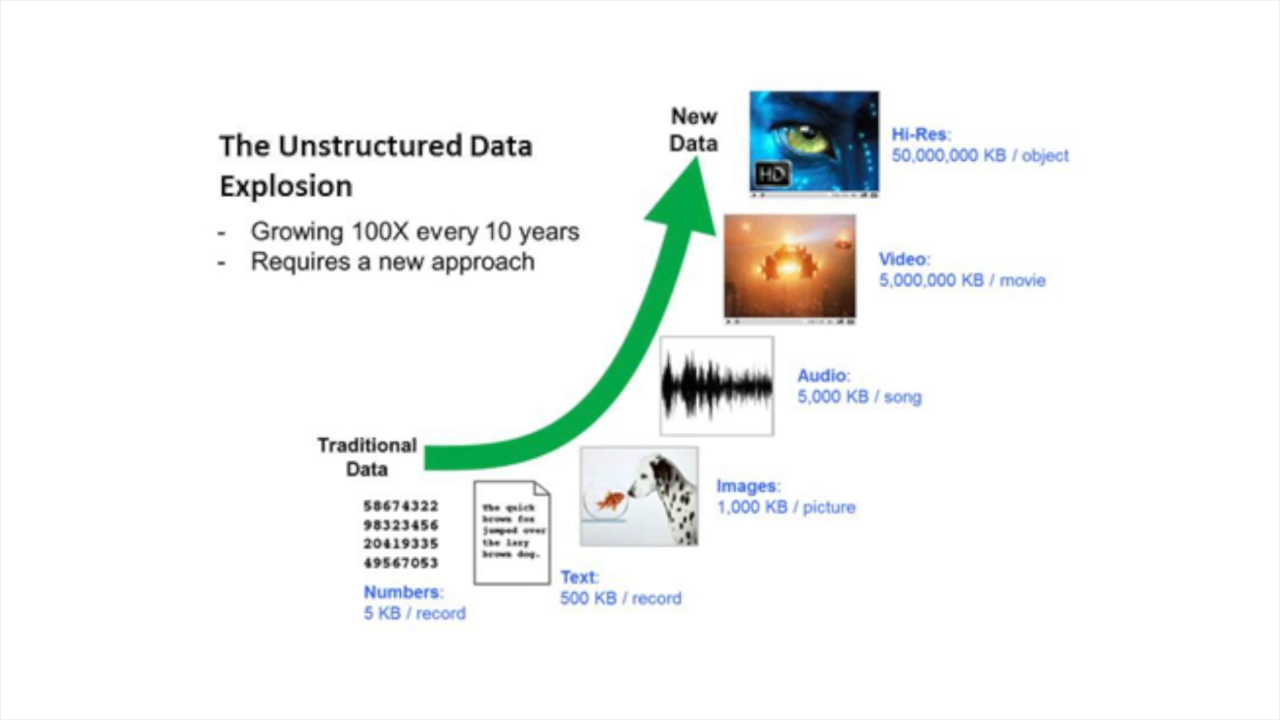 The Unstructured Data
Explosion
- Growing 100X every 10 years
- Requires a new approach
New
Data
Hi-Res:
50,000,000 KB / object
HD
Video:
5,000,000 KB / movie
Audio:
5,000 KB / song
Images:
1,000 KB / picture
Traditional
Data
58674322
98323456
20419335
49567053
Numbers:
5 KB / record
The quick
brown fox
jumped over
the lazy
brown dog.
Text:
500 KB / record